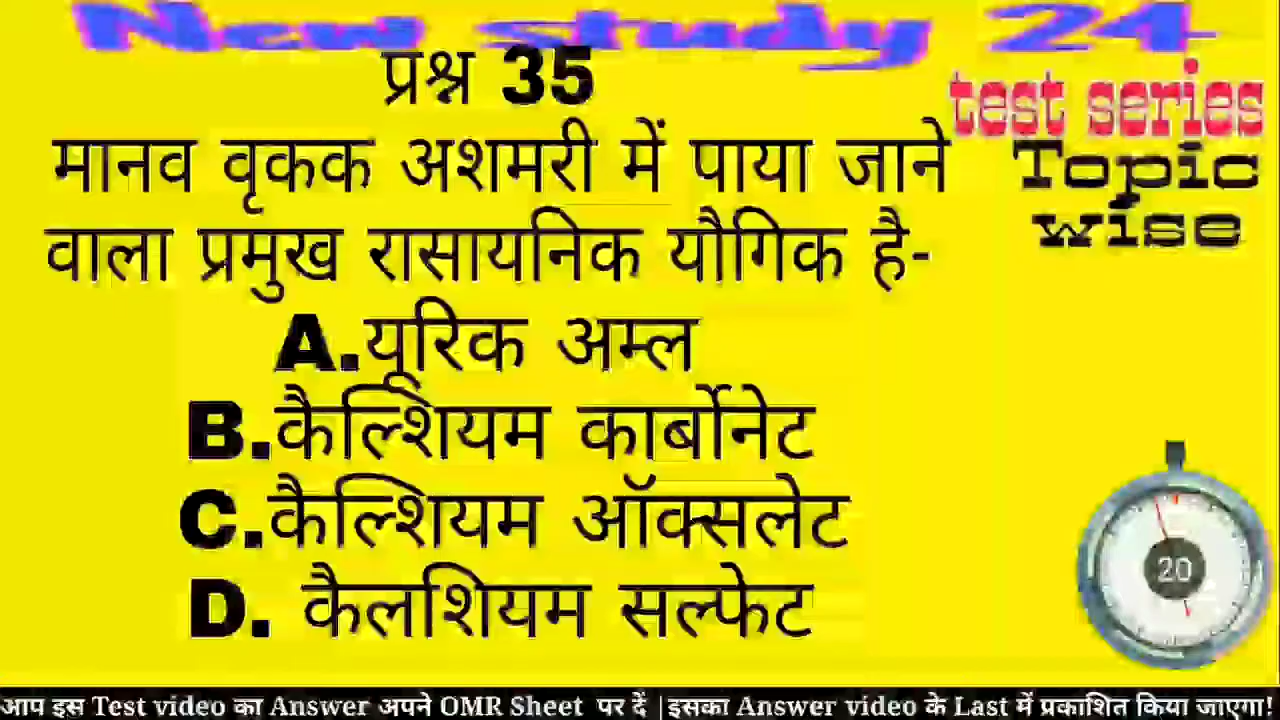 New study 24
प्रश्न 35
test series
Topic
wise
मानव वृकक अशमरी में पाया जाने
वाला प्रमुख रासायनिक यौगिक है-
A.यूरिक अम्ल
B.कैल्शियम कार्बोनेट
C.कैल्शियम ऑक्सलेट
D. कैलशियम सल्फेट
20
आप इस Test video का Answer अपने OMR Sheet पर दें |इसका Answer video के Last में प्रकाशित किया जाएगा!